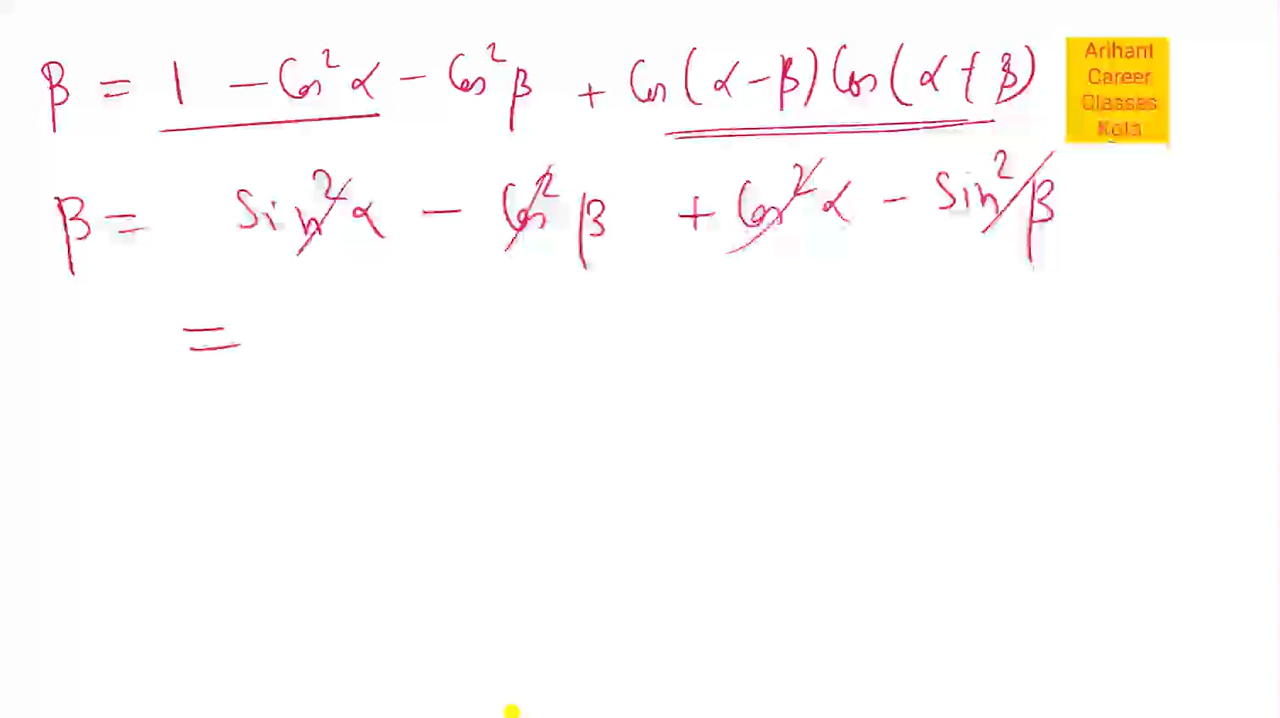 β = 1 - Cos²α - Cos²β + Cos(α-β)Cos(α+β)
Arihant
Career
Classes
Kota
β = Sin²α - Cos²β + Cos²α - Sin²β
=